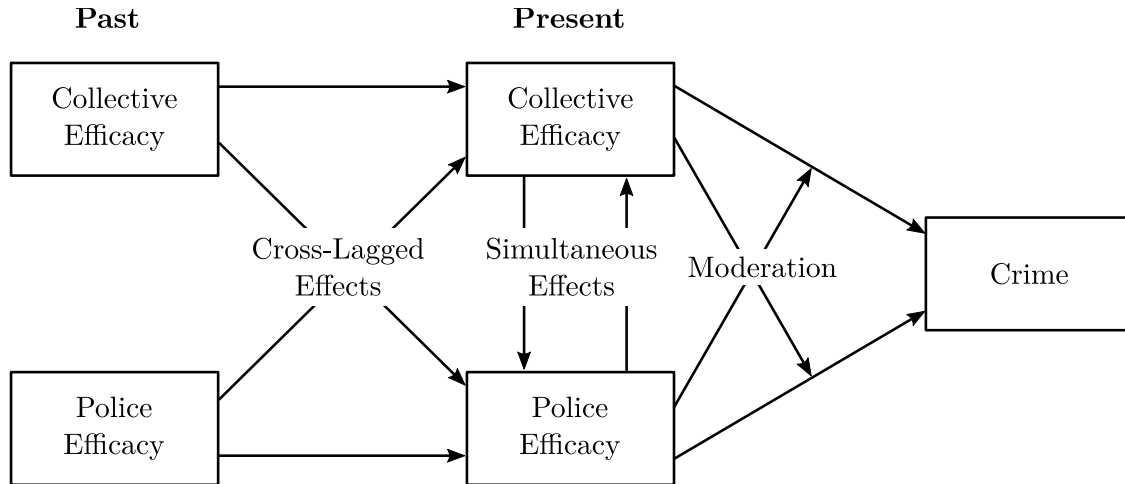 Past
Present
Collective
Efficacy
Collective
Efficacy
Cross-Lagged
Effects
Simultaneous
Effects
Moderation
Crime
Police
Efficacy
Police
Efficacy